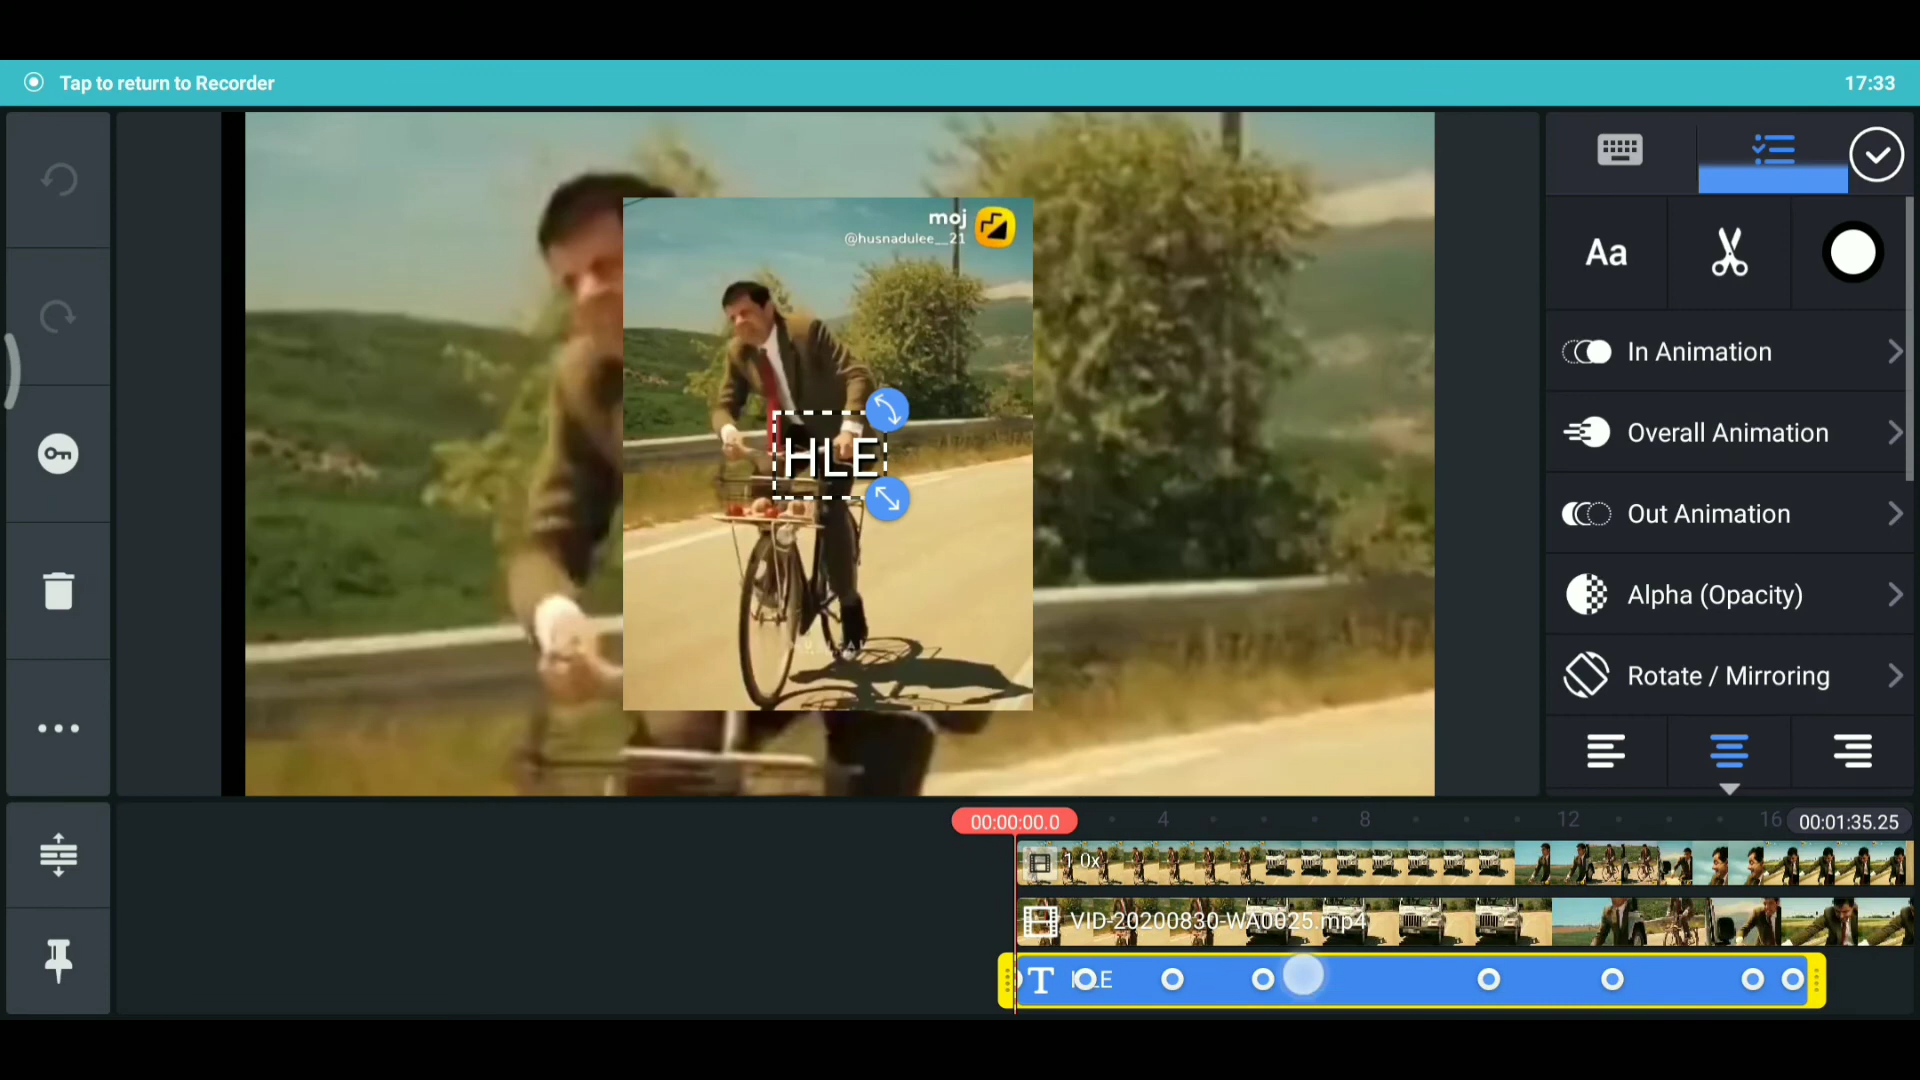 Tap to return to Recorder
17:33
moj
@husnadulee__21
HLE
Aa
In Animation
Overall Animation
Out Animation
Alpha (Opacity)
Rotate / Mirroring
00:00:00.0
4
8
12
16
00:01:35.25
1.0x
VID-20200830-WA0025.mp4
T HLE